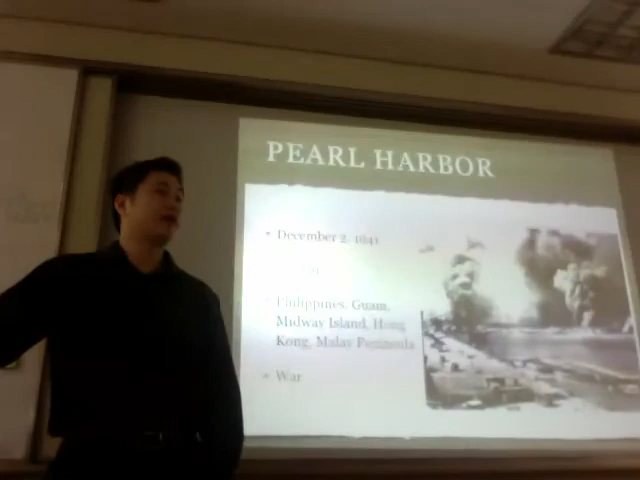 PEARL HARBOR
• December 2, 1941
• Philippines, Guam,
Midway Island, Hong
Kong, Malay Peninsula
• War